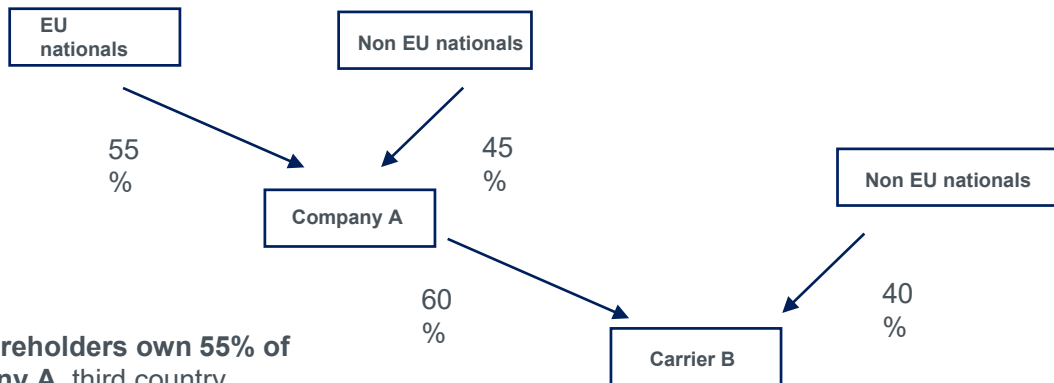 EU
nationals
Non EU nationals
55
%
45
%
Non EU nationals
Company A
60
%
40
%
reholders own 55% of
Carrier B
ny A, third country